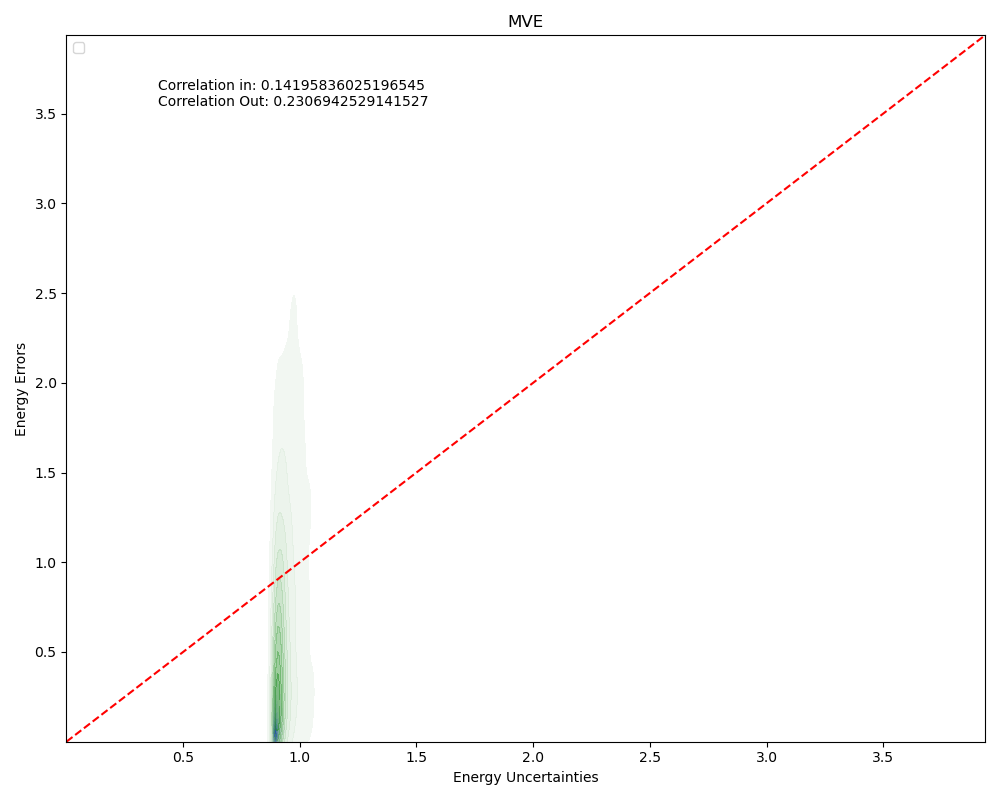 MVE
Correlation in: 0.14195836025196545
Correlation Out: 0.2306942529141527
Energy Errors
3.5
3.0
2.5
2.0
1.5
1.0
0.5
0.5 1.0 1.5 2.0 2.5 3.0 3.5
Energy Uncertainties